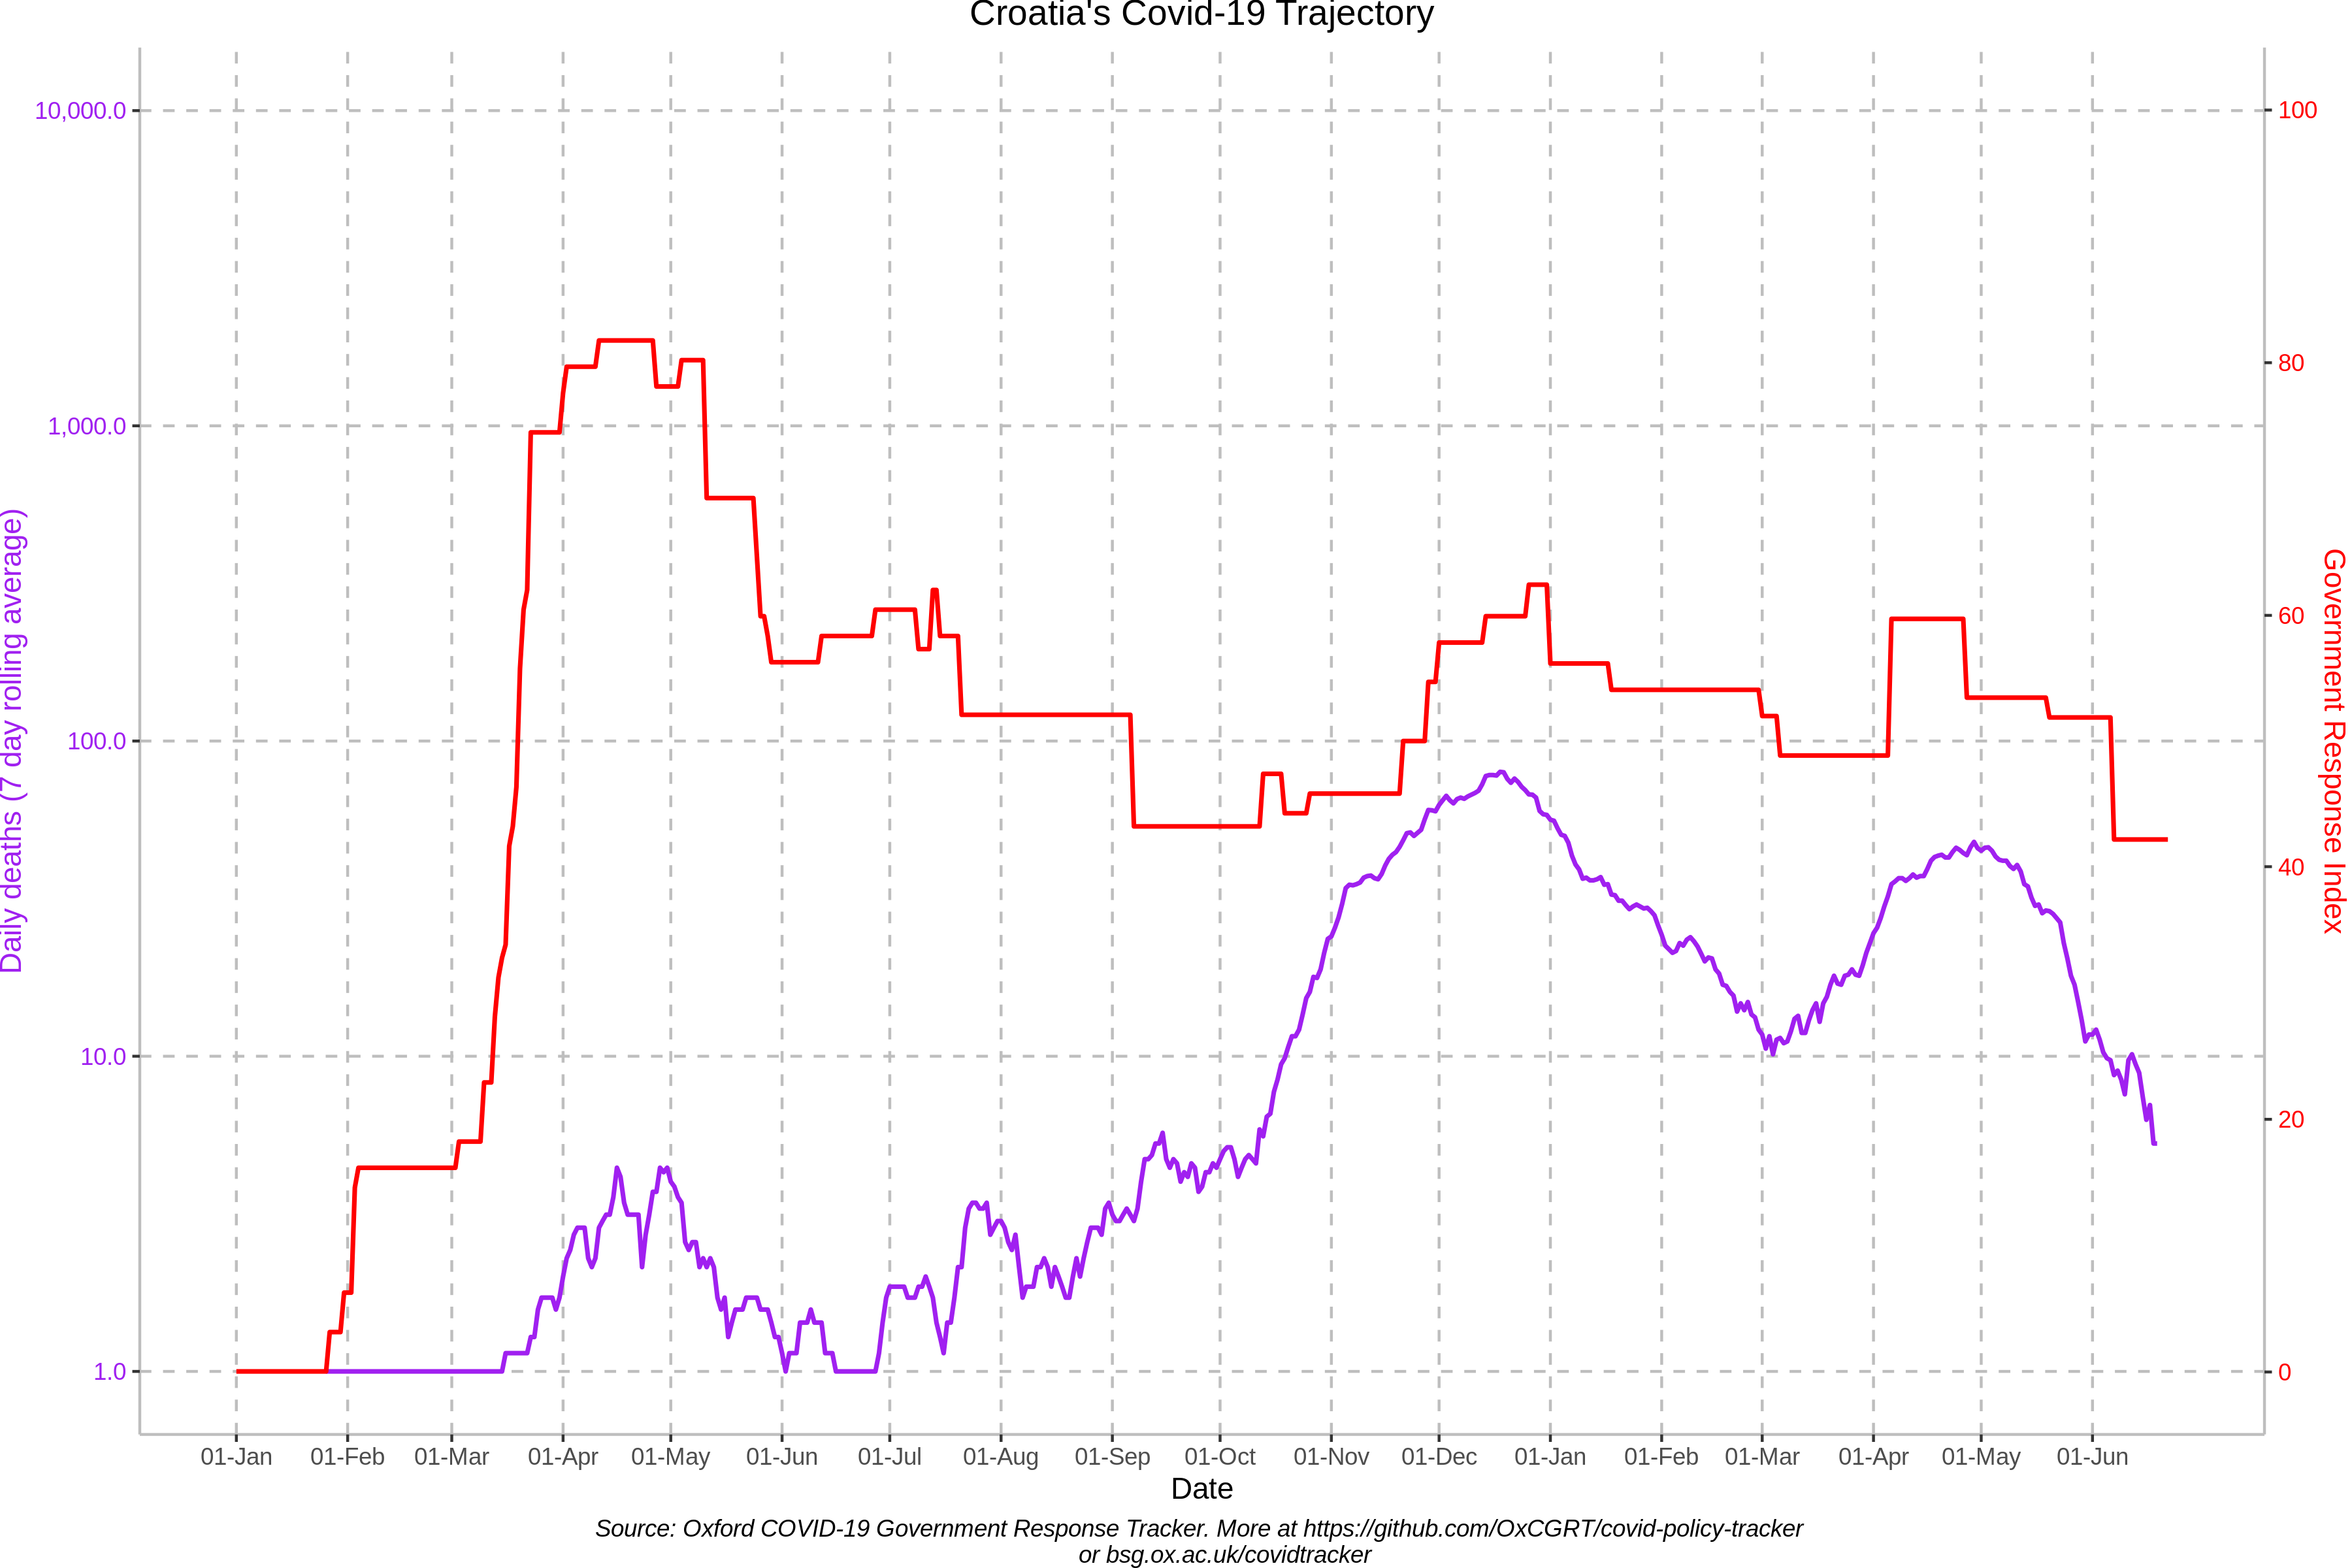 Croatia's Covid-19 Trajectory
10,000.0
1,000.0
100.0
10.0
1.0
Daily deaths (7 day rolling average)
100
80
60
40
20
0
Government Response Index
01-Jan 01-Feb 01-Mar 01-Apr 01-May 01-Jun 01-Jul 01-Aug 01-Sep 01-Oct 01-Nov 01-Dec 01-Jan 01-Feb 01-Mar 01-Apr 01-May 01-Jun
Date
Source: Oxford COVID-19 Government Response Tracker. More at https://github.com/OxCGRT/covid-policy-tracker
or bsg.ox.ac.uk/covidtracker